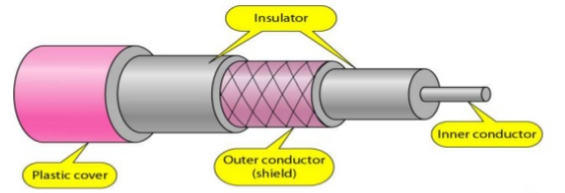 Insulator
Inner conductor
Outer conductor
(shield)
Plastic cover